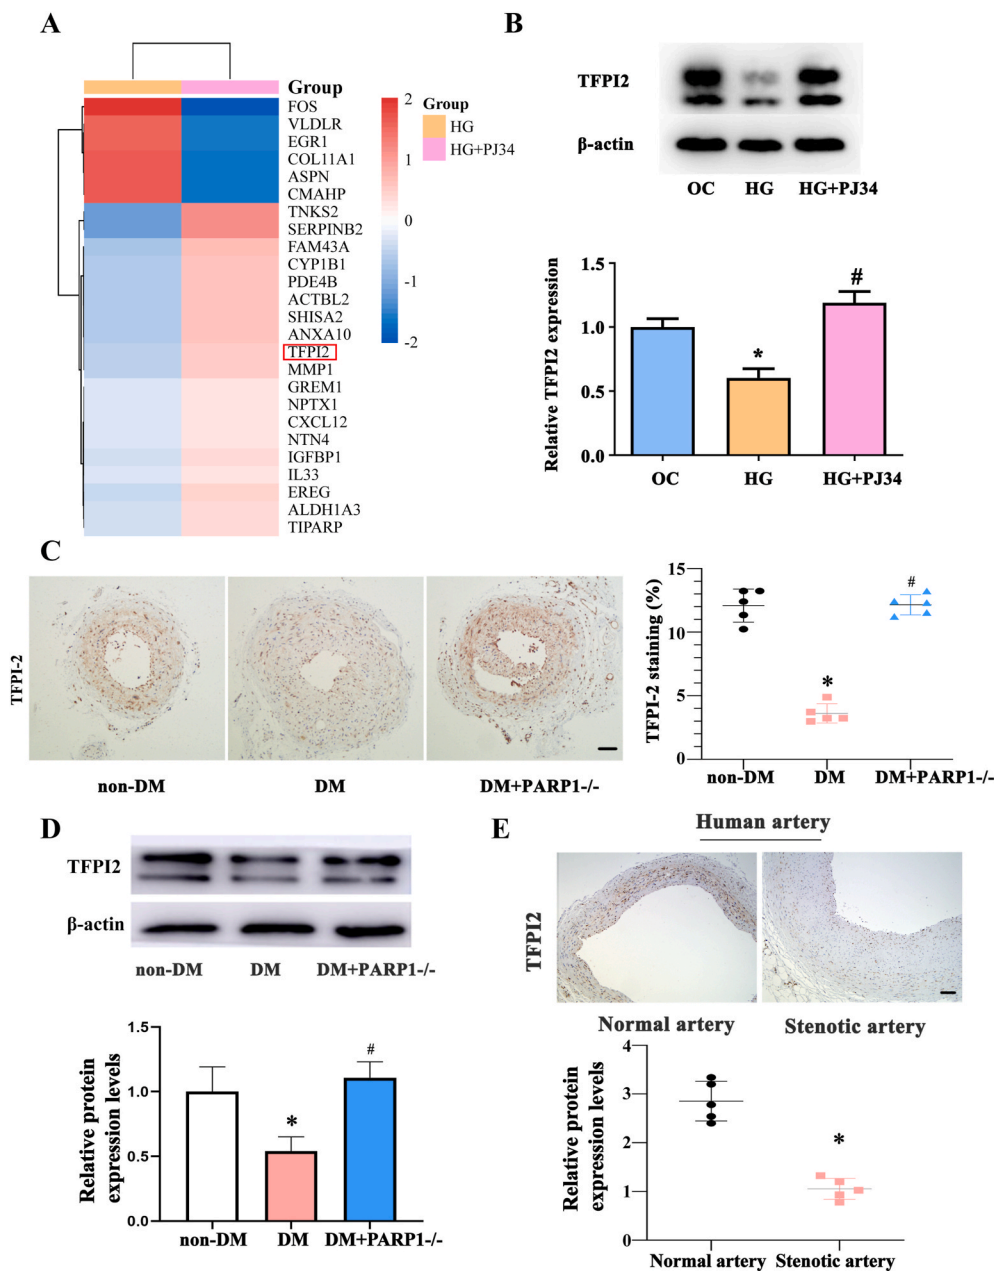 A
Group
FOS
VLDLR
EGR1
COL11A1
ASPN
CMAHP
TNKS2
SERPINB2
FAM43A
CYP1B1
PDE4B
ACTBL2
SHISA2
ANXA10
TFPI2
MMP1
GREM1
NPTX1
CXCL12
NTN4
IGFBP1
IL33
EREG
ALDH1A3
TIPARP
2
1
0
-1
-2
Group
HG
HG+PJ34
B
TFPI2
β-actin
OC HG HG+PJ34
Relative TFPI2 expression
1.5
1.0
0.5
0.0
*
#
OC HG HG+PJ34
C
TFPI-2
non-DM DM DM+PARP1-/-
TFPI-2 staining (%)
15
10
5
0
*
#
non-DM DM DM+PARP1-/-
D
TFPI2
β-actin
non-DM DM DM+PARP1-/-
Relative protein
expression levels
1.5
1.0
0.5
0.0
*
#
non-DM DM DM+PARP1-/-
E
Human artery
TFPI2
Normal artery Stenotic artery
Relative protein
expression levels
4
3
2
1
0
*
Normal artery Stenotic artery